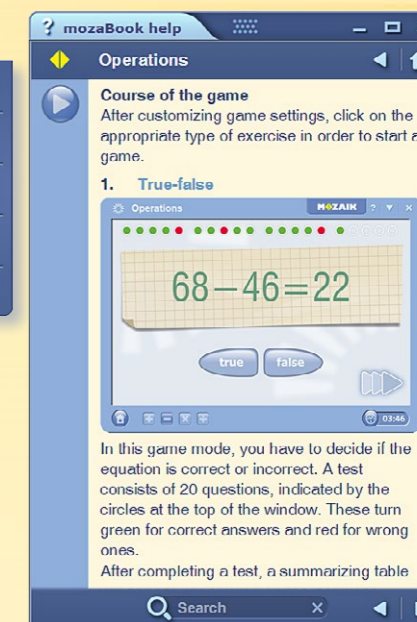 ? mozaBook help
Operations
Course of the game
After customizing game settings, click on the
appropriate type of exercise in order to start a
game.
1. True-false
Operations
MOZAIK ?
68–46=22
true false
03:46
In this game mode, you have to decide if the
equation is correct or incorrect. A test
consists of 20 questions, indicated by the
circles at the top of the window. These turn
green for correct answers and red for wrong
ones.
After completing a test, a summarizing table
Search